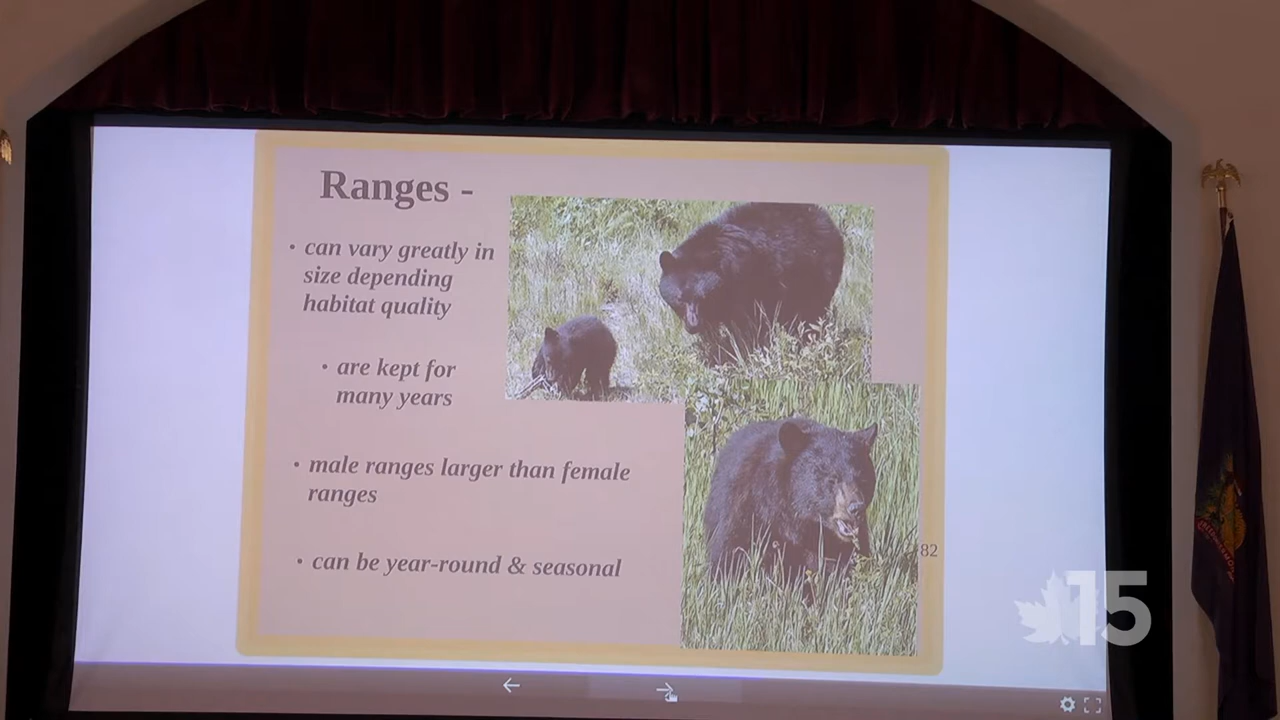 Ranges -
• can vary greatly in
size depending
habitat quality
• are kept for
many years
• male ranges larger than female
ranges
• can be year-round & seasonal
82
15